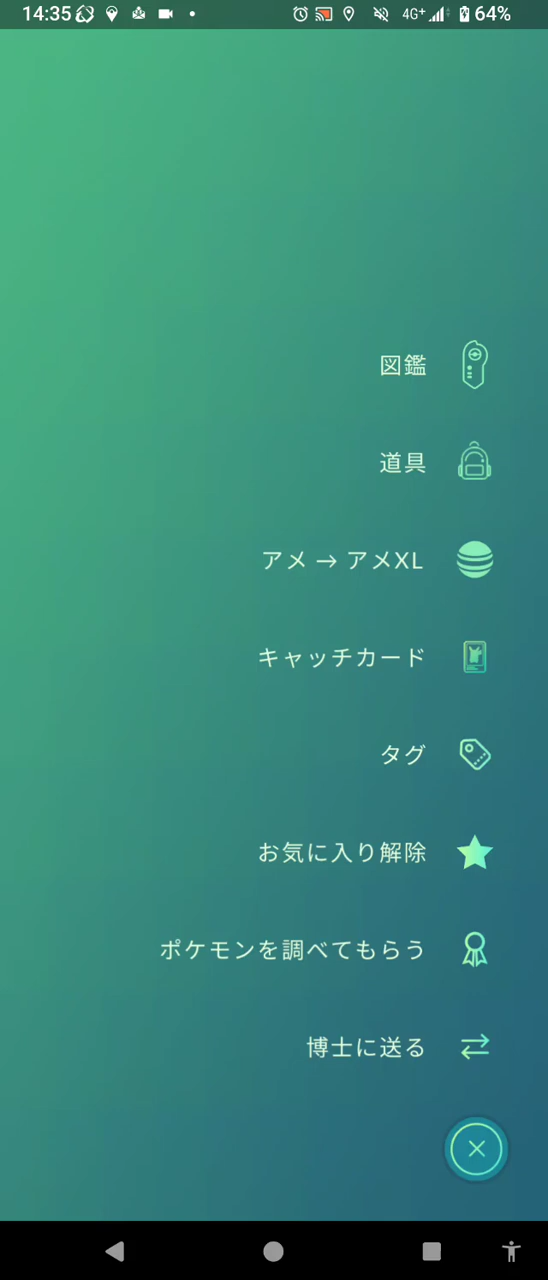 14:35 4G+ 64%
図鑑
道具
アメ → アメXL
キャッチカード
タグ
お気に入り解除
ポケモンを調べてもらう
博士に送る